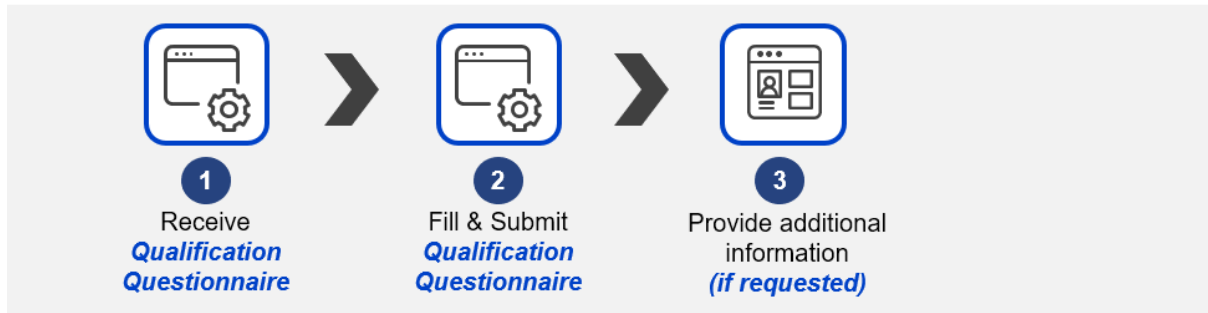 1
Receive
Qualification
Questionnaire
2
Fill & Submit
Qualification
Questionnaire
3
Provide additional
information
(if requested)